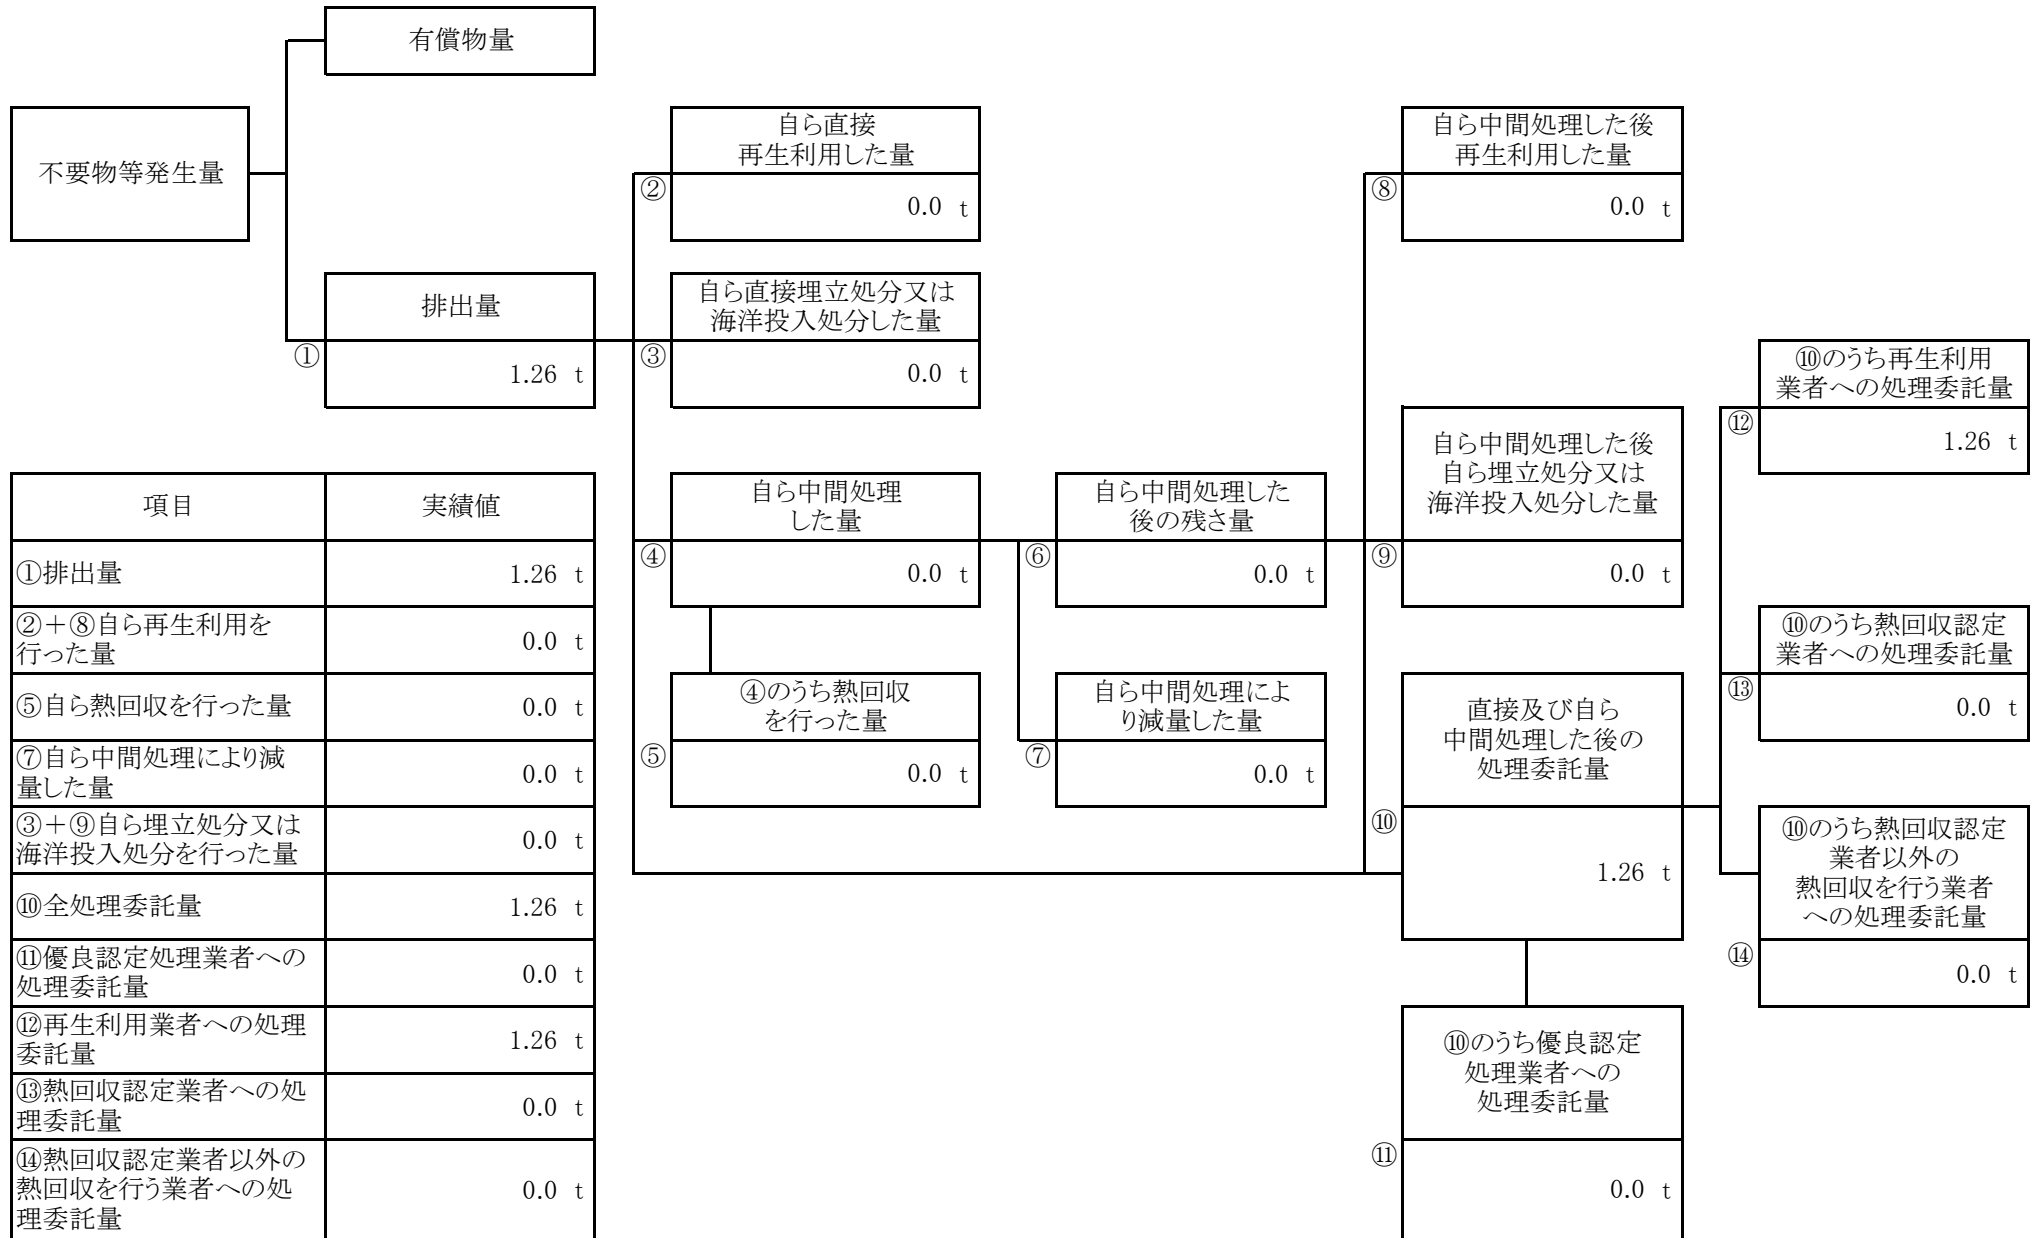 有償物量
不要物等発生量
排出量
①
1.26 t
自ら直接
再生利用した量
②
0.0 t
自ら直接埋立処分又は
海洋投入処分した量
③
0.0 t
自ら中間処理
した量
④
0.0 t
④のうち熱回収
を行った量
⑤
0.0 t
自ら中間処理した
後の残さ量
⑥
0.0 t
自ら中間処理によ
り減量した量
⑦
0.0 t
自ら中間処理した後
再生利用した量
⑧
0.0 t
自ら中間処理した後
自ら埋立処分又は
海洋投入処分した量
⑨
0.0 t
直接及び自ら
中間処理した後の
処理委託量
⑩
1.26 t
⑩のうち優良認定
処理業者への
処理委託量
⑪
0.0 t
⑩のうち再生利用
業者への処理委託量
⑫
1.26 t
⑩のうち熱回収認定
業者への処理委託量
⑬
0.0 t
⑩のうち熱回収認定
業者以外の
熱回収を行う業者
への処理委託量
⑭
0.0 t
項目 実績値
①排出量 1.26 t
②＋⑧自ら再生利用を
行った量 0.0 t
⑤自ら熱回収を行った量 0.0 t
⑦自ら中間処理により減
量した量 0.0 t
③＋⑨自ら埋立処分又は
海洋投入処分を行った量 0.0 t
⑩全処理委託量 1.26 t
⑪優良認定処理業者への
処理委託量 0.0 t
⑫再生利用業者への処理
委託量 1.26 t
⑬熱回収認定業者への処
理委託量 0.0 t
⑭熱回収認定業者以外の
熱回収を行う業者への処
理委託量 0.0 t